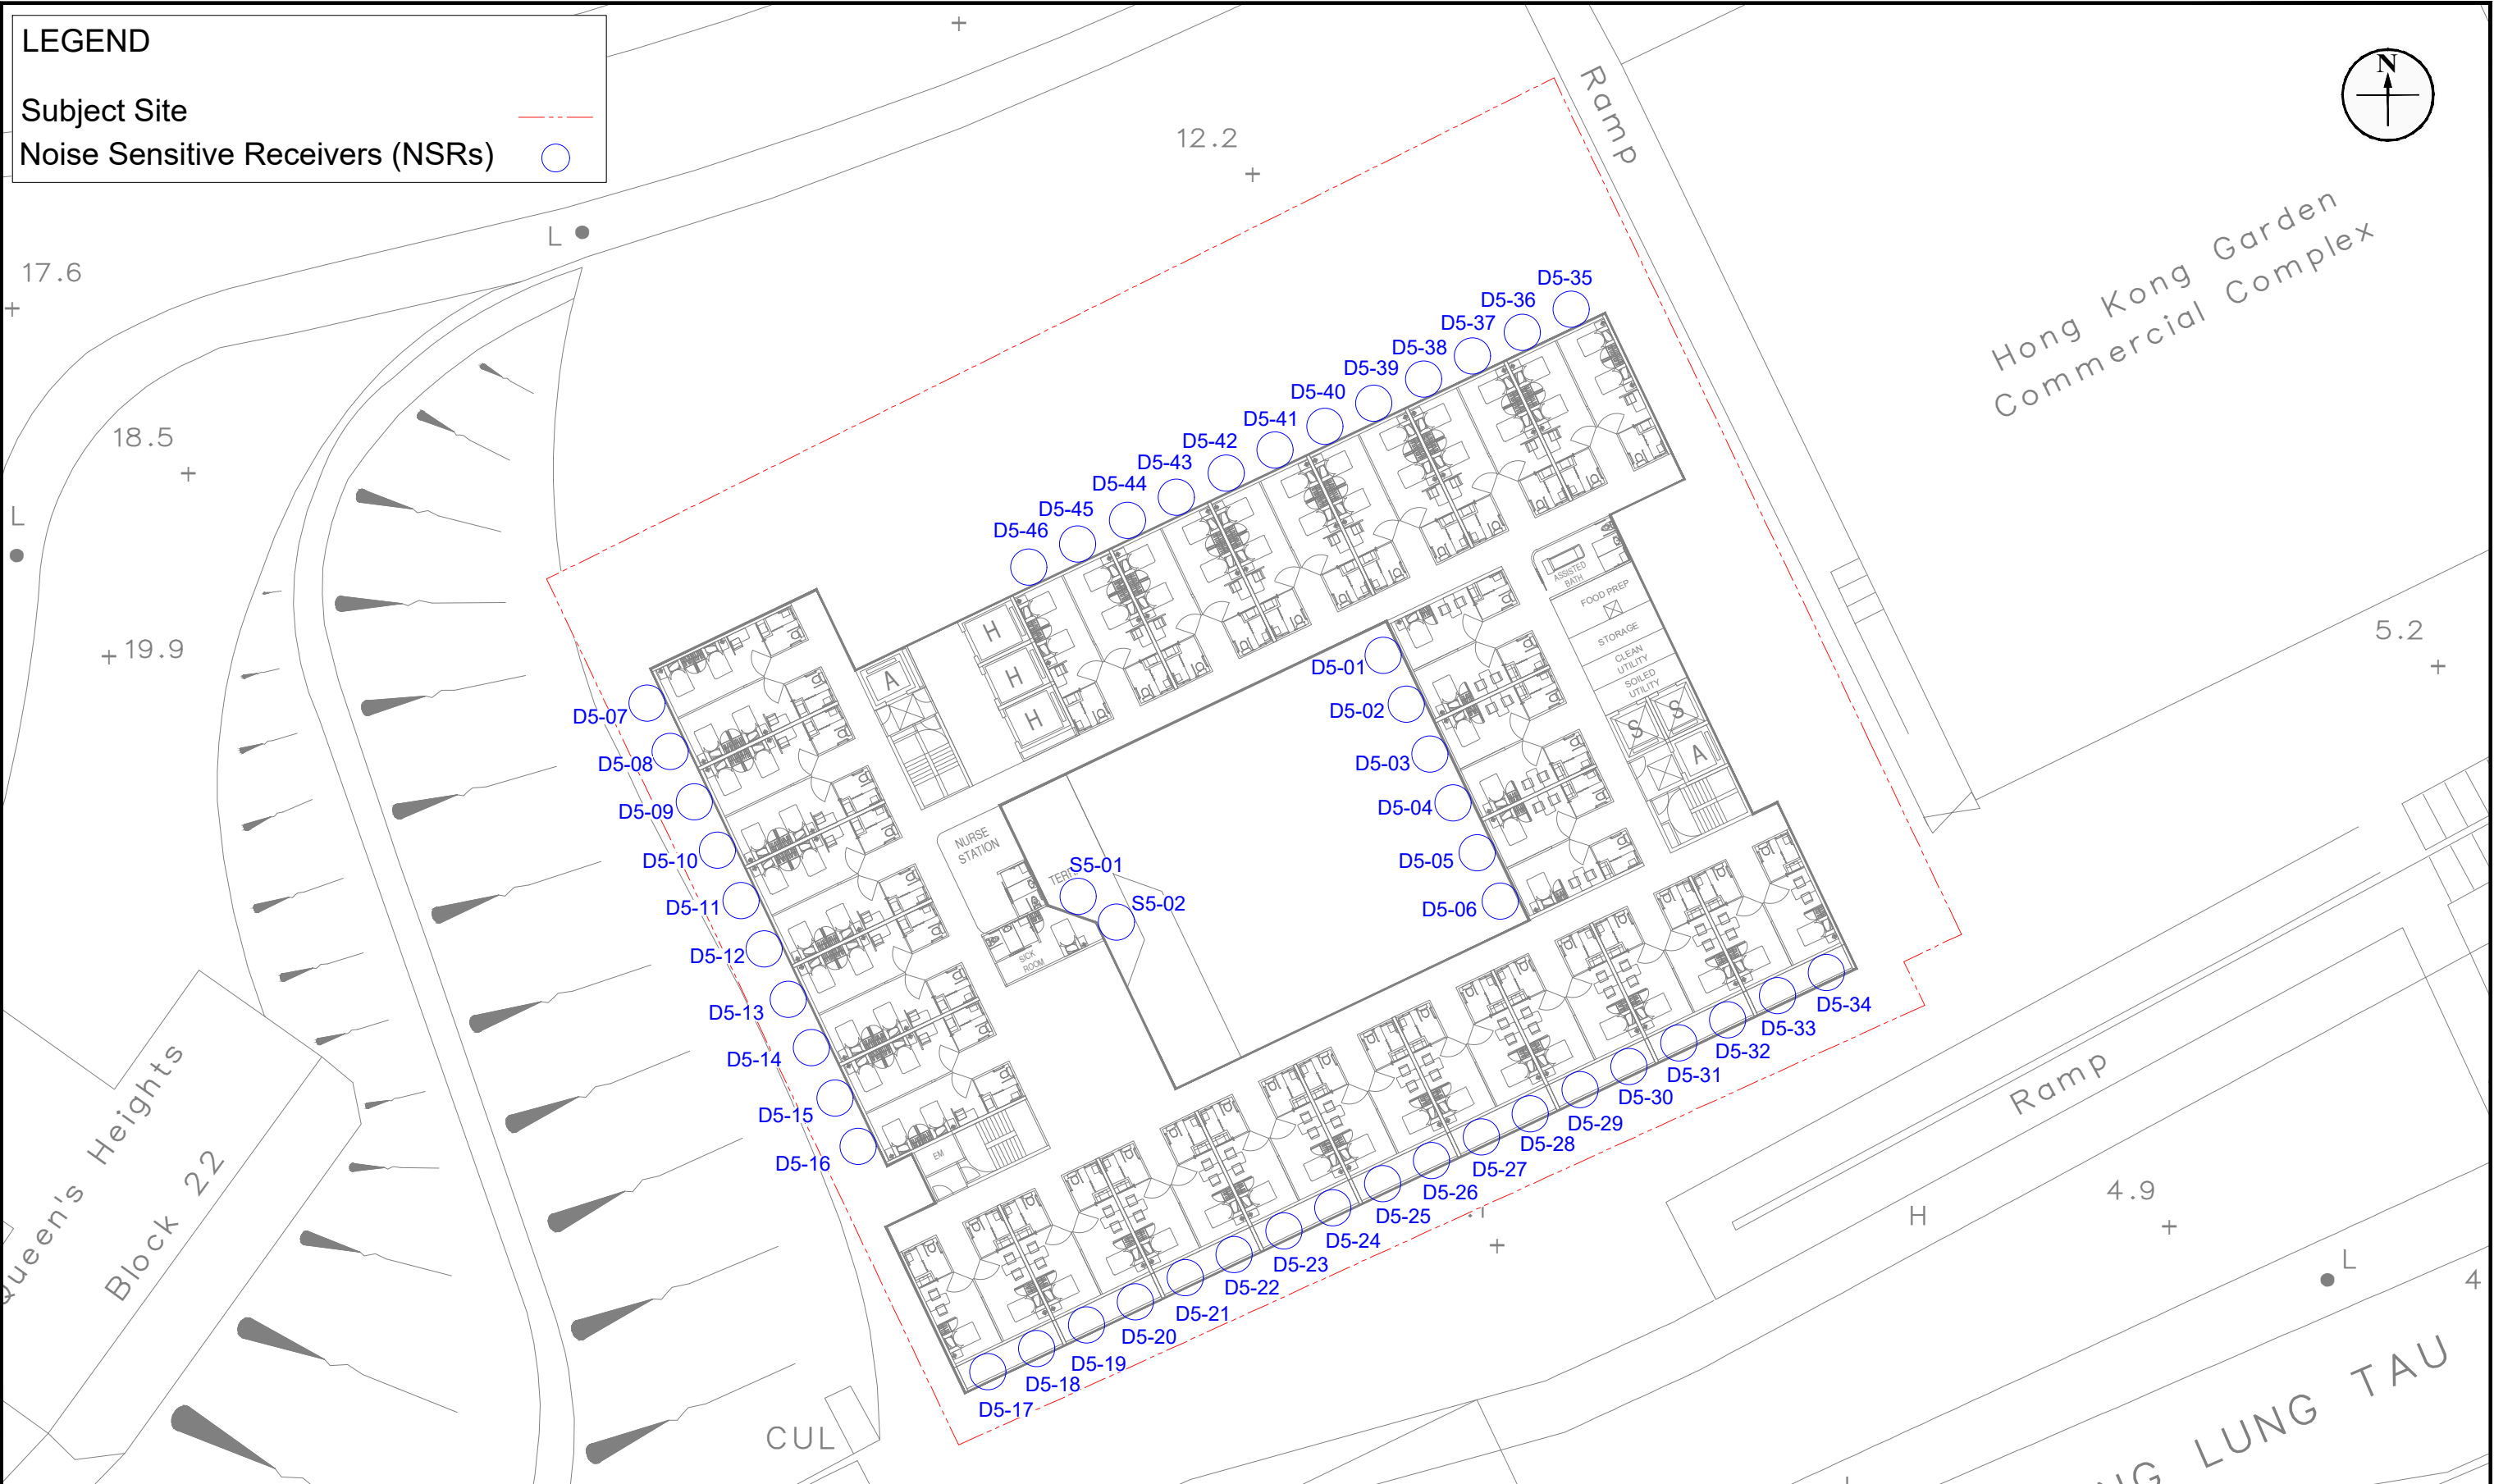 LEGEND
Subject Site
Noise Sensitive Receivers (NSRs)
N
Ramp
12.2
Hong Kong Garden
Commercial Complex
L
17.6
18.5
L
19.9
5.2
D5-35
D5-36
D5-37
D5-38
D5-39
D5-40
D5-41
D5-42
D5-43
D5-44
D5-45
D5-46
ASSISTED
BATH
FOOD PREP
STORAGE
CLEAN
UTILITY
SOILED
UTILITY
S
S
A
H
H
H
A
D5-01
D5-02
D5-03
D5-04
D5-05
D5-06
D5-07
D5-08
D5-09
D5-10
D5-11
D5-12
D5-13
D5-14
D5-15
D5-16
NURSE
STATION
S5-01
S5-02
SICK
ROOM
EM
D5-34
D5-33
D5-32
D5-31
D5-30
D5-29
D5-28
D5-27
D5-26
D5-25
D5-24
D5-23
D5-22
D5-21
D5-20
D5-19
D5-18
D5-17
Queen's Heights
Block 22
Ramp
4.9
H
L
4
CUL
LUNG TAU